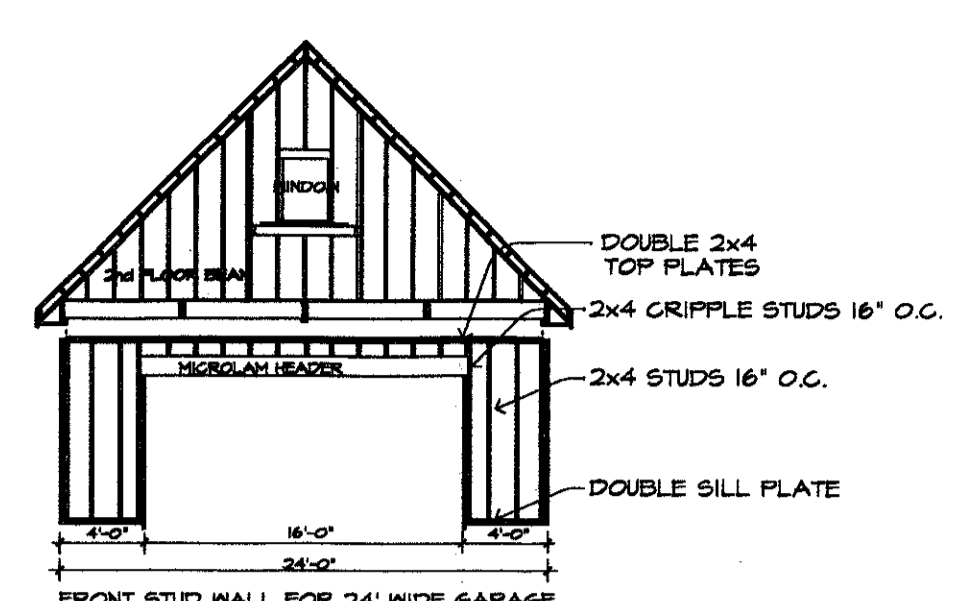 WINDOW
DOUBLE 2x4
TOP PLATES
2nd FLOOR BEAM
2x4 CRIPPLE STUDS 16" O.C.
MICROLAM HEADER
2x4 STUDS 16" O.C.
DOUBLE SILL PLATE
4'-0" 16'-0" 4'-0"
24'-0"
FRONT STUD WALL FOR 24' WIDE GARAGE